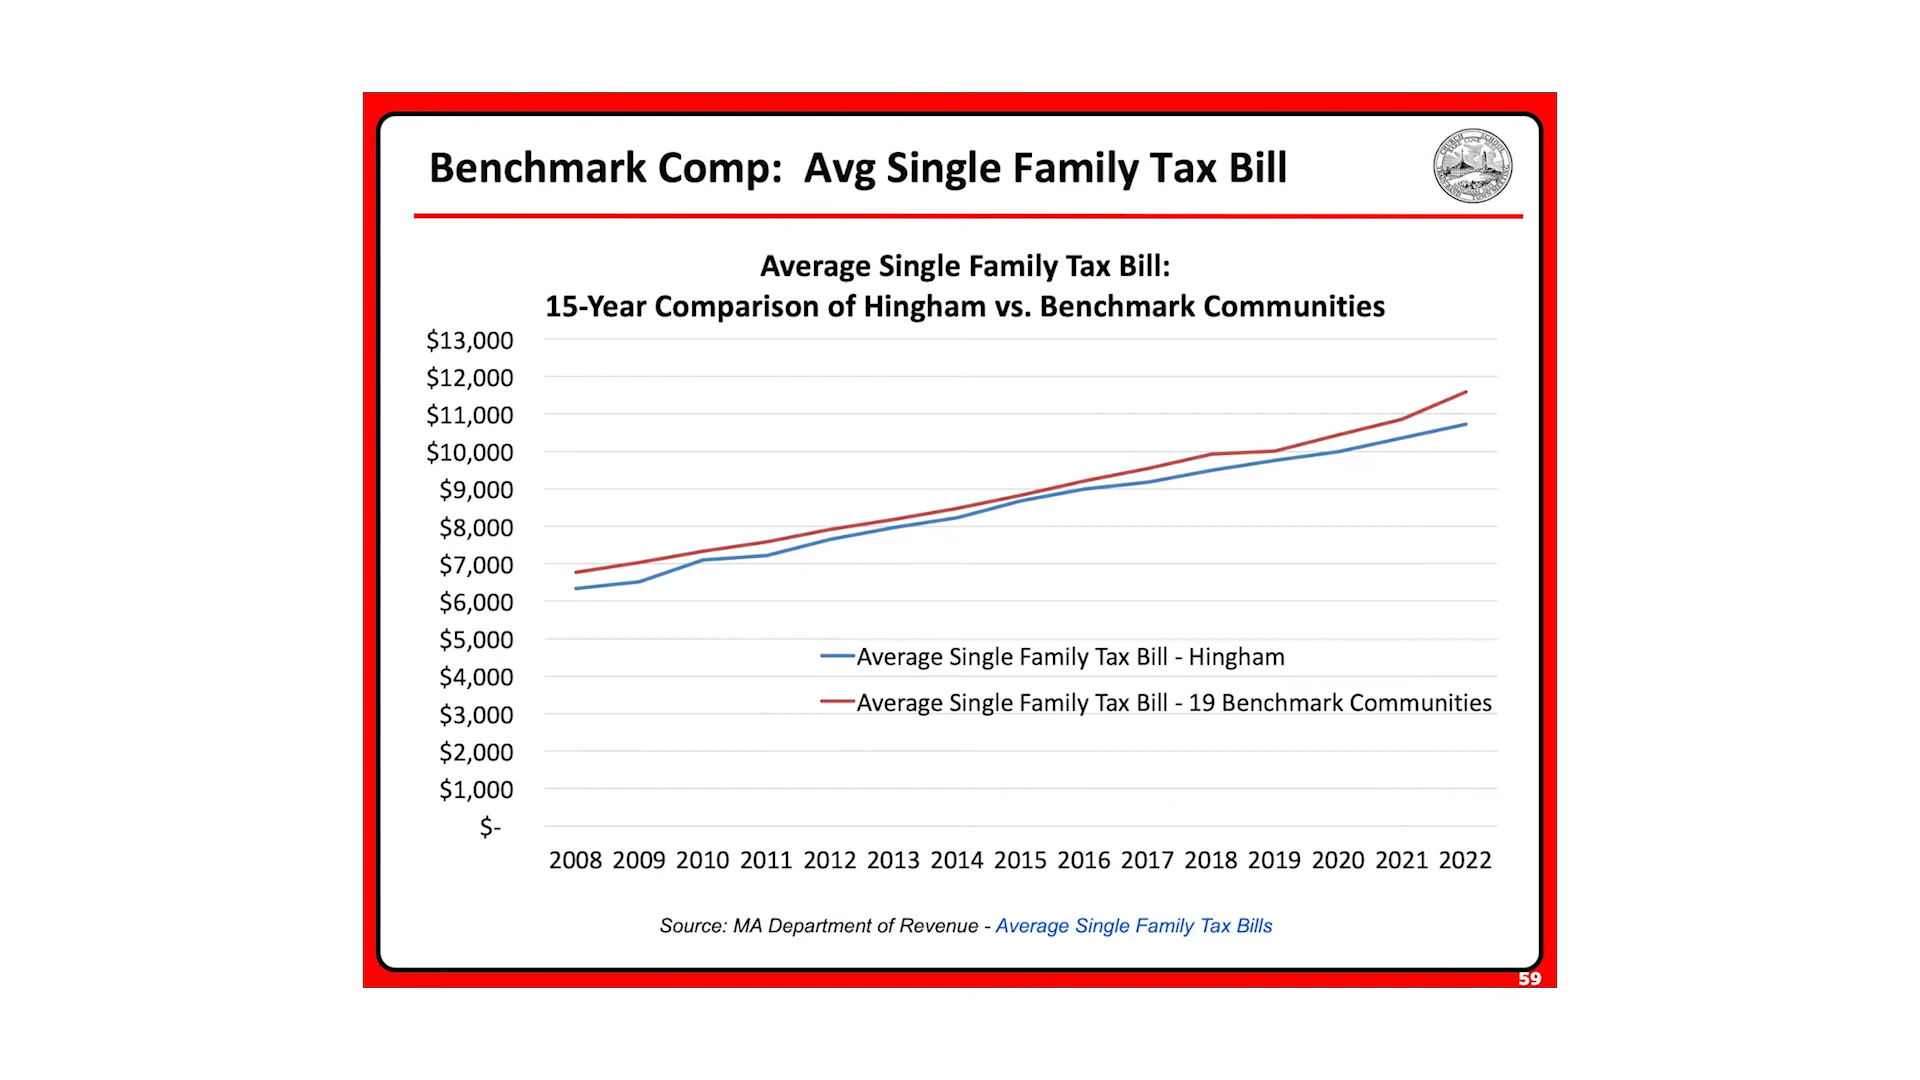 Benchmark Comp: Avg Single Family Tax Bill
Average Single Family Tax Bill:
15-Year Comparison of Hingham vs. Benchmark Communities
$13,000
$12,000
$11,000
$10,000
$9,000
$8,000
$7,000
$6,000
$5,000
$4,000
$3,000
$2,000
$1,000
$-
Average Single Family Tax Bill - Hingham
Average Single Family Tax Bill - 19 Benchmark Communities
2008 2009 2010 2011 2012 2013 2014 2015 2016 2017 2018 2019 2020 2021 2022
Source: MA Department of Revenue - Average Single Family Tax Bills
59